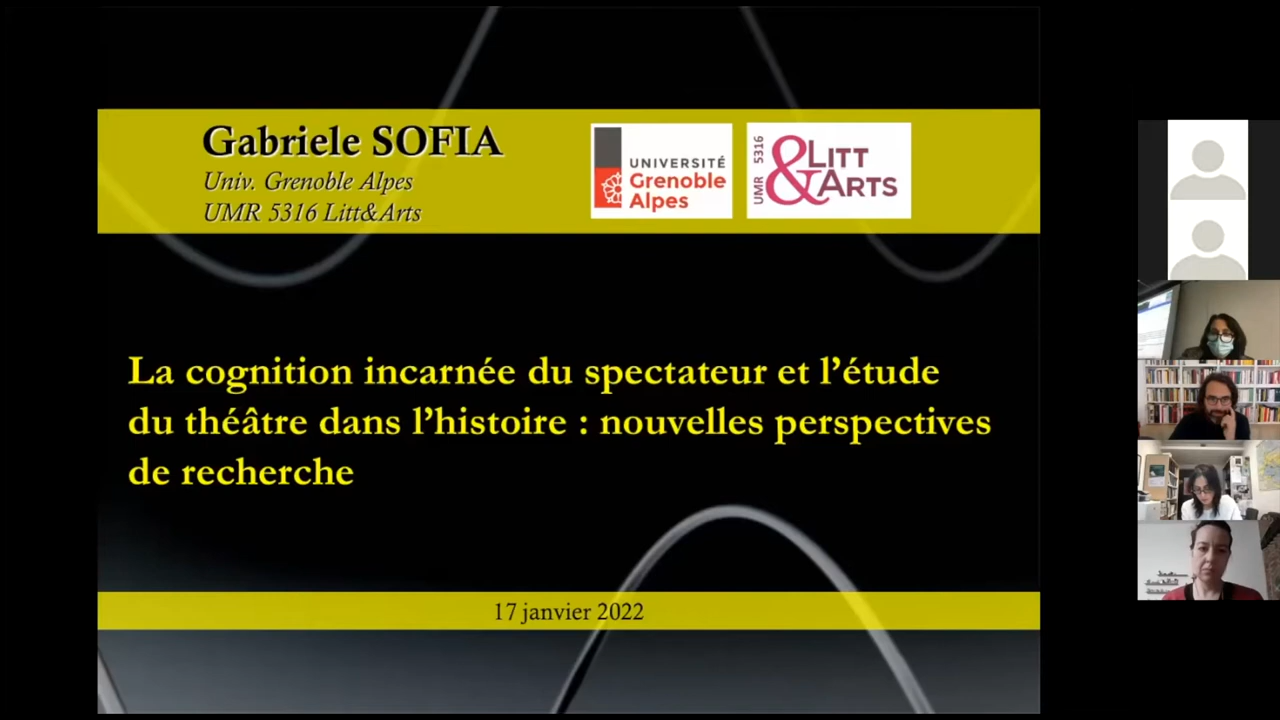 Gabriele SOFIA
Univ. Grenoble Alpes
UMR 5316 Litt&Arts
UNIVERSITÉ
Grenoble
Alpes
UMR 5316
&LITT
ARTS
La cognition incarnée du spectateur et l’étude
du théâtre dans l’histoire : nouvelles perspectives
de recherche
17 janvier 2022